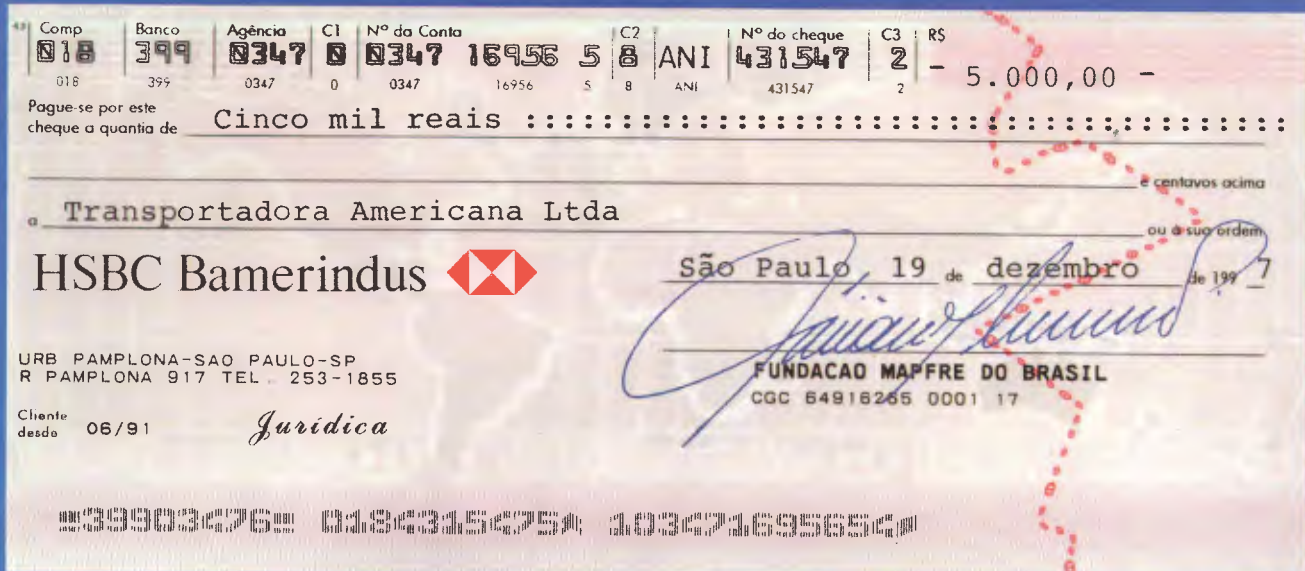 Comp Banco Agência C1 Nº da Conta C2 Nº do cheque C3 R$
018 399 0347 0 0347 16956 5 8 ANI 431547 2 - 5.000,00 -
018 399 0347 0 0347 16956 5 8 ANI 431547 2
Pague-se por este
cheque a quantia de Cinco mil reais ::::::::::::::::::::::::::::::::::::::::
e centavos acima
a Transportadora Americana Ltda
ou à sua ordem
HSBC Bamerindus
São Paulo, 19 de dezembro de 1997
URB PAMPLONA-SAO PAULO-SP
R PAMPLONA 917 TEL. 253-1855
FUNDACAO MAPFRE DO BRASIL
CGC 64916265 0001 17
Cliente
desde 06/91 Jurídica